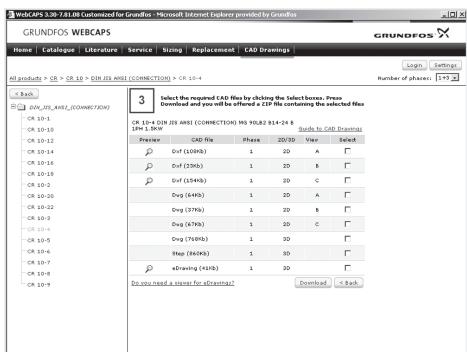 WebCAPS 3.30-7.81.08 Customized for Grundfos - Microsoft Internet Explorer provided by Grundfos
GRUNDFOS WEBCAPS
GRUNDFOS
Home | Catalogue | Literature | Service | Sizing | Replacement | CAD Drawings
Login Settings
All products > CR > CR 10 > DIN JIS ANSI (CONNECTION) > CR 10-4
Number of phases: 1+3
< Back
DIN_JIS_ANSI_(CONNECTION)
CR 10-1
CR 10-10
CR 10-12
CR 10-14
CR 10-16
CR 10-18
CR 10-2
CR 10-20
CR 10-22
CR 10-3
CR 10-4
CR 10-5
CR 10-6
CR 10-7
CR 10-8
CR 10-9
3
Select the required CAD files by clicking the Select boxes. Press
Download and you will be offered a ZIP file containing the selected files
CR 10-4 DIN JIS ANSI (CONNECTION) MG 90LB2 B14-24 B
1PH 1.5KW
Guide to CAD Drawings
Preview CAD file Phase 2D/3D View Select
Dxf (108Kb) 1 2D A
Dxf (23Kb) 1 2D B
Dxf (154Kb) 1 2D C
Dwg (64Kb) 1 2D A
Dwg (37Kb) 1 2D B
Dwg (67Kb) 1 2D C
Dwg (768Kb) 1 3D
Step (860Kb) 1 3D
eDrawing (41Kb) 1 3D
Do you need a viewer for eDrawings?
Download < Back